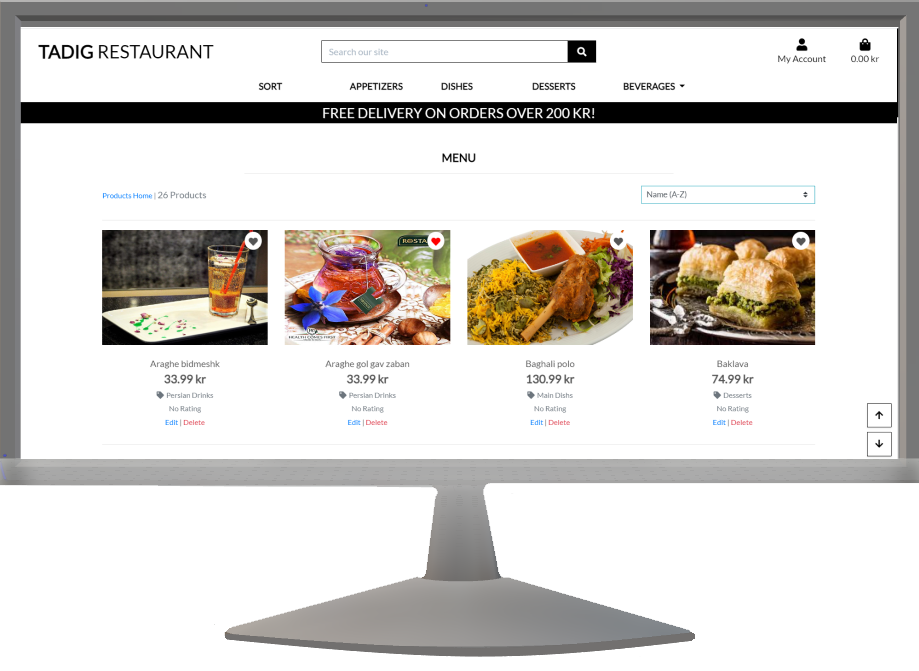 TADIG RESTAURANT
Search our site
My Account
0.00 kr
SORT
APPETIZERS
DISHES
DESSERTS
BEVERAGES
FREE DELIVERY ON ORDERS OVER 200 KR!
MENU
Products Home | 26 Products
Name (A-Z)
Araghe bidmeshk
33.99 kr
Persian Drinks
No Rating
Edit | Delete
Araghe gol gav zaban
33.99 kr
Persian Drinks
No Rating
Edit | Delete
Baghali polo
130.99 kr
Main Dishs
No Rating
Edit | Delete
Baklava
74.99 kr
Desserts
No Rating
Edit | Delete